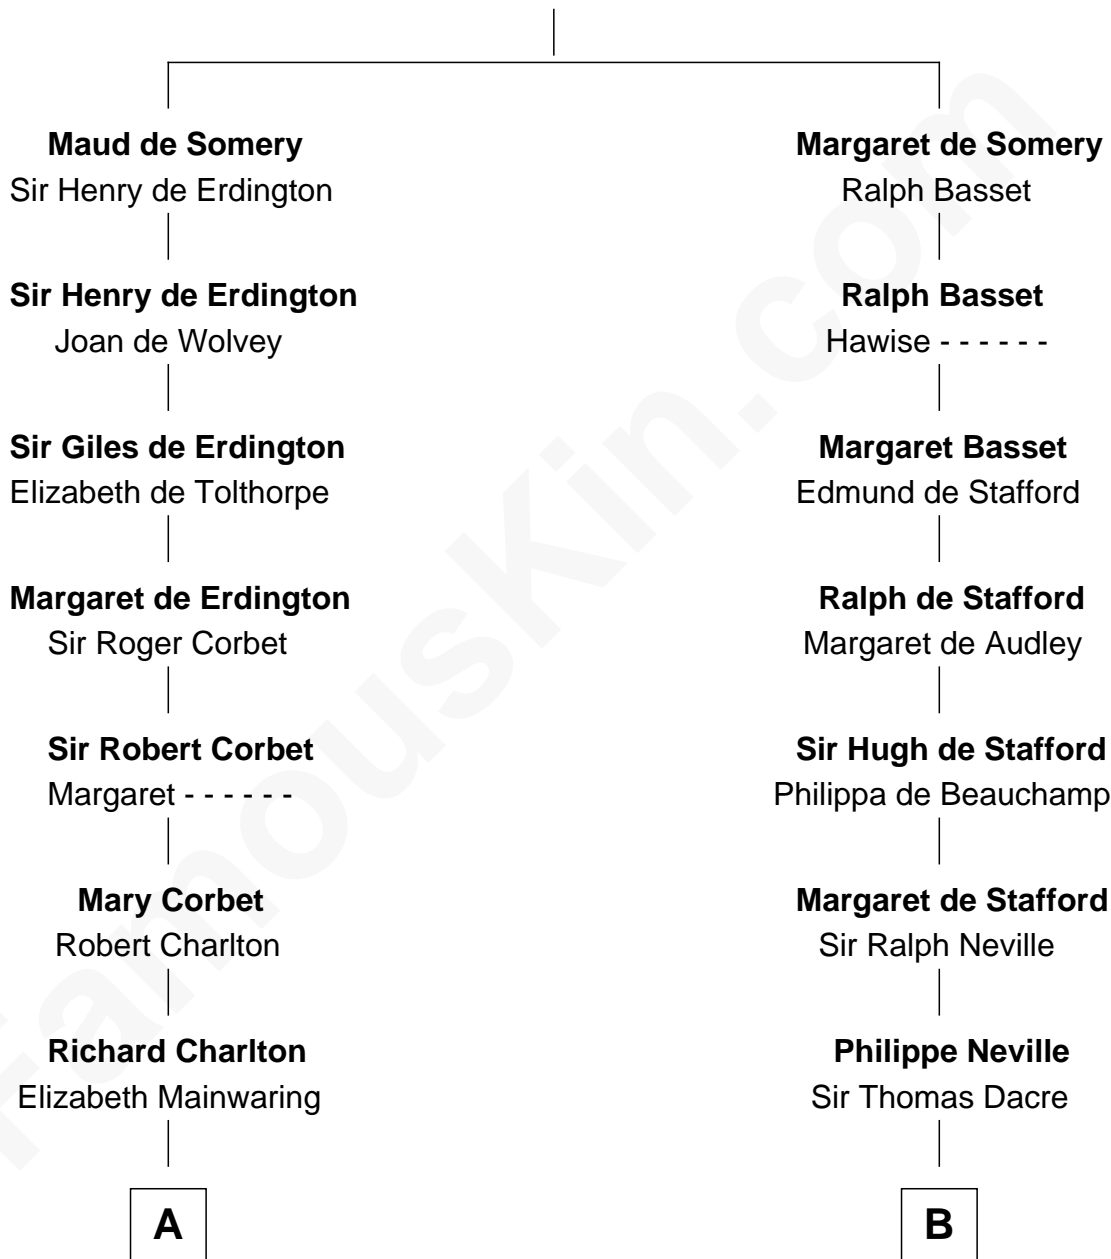 Maud de Somery
Sir Henry de Erdington
Sir Henry de Erdington
Joan de Wolvey
Sir Giles de Erdington
Elizabeth de Tolthorpe
Margaret de Erdington
Sir Roger Corbet
Sir Robert Corbet
Margaret - - - - - -
Mary Corbet
Robert Charlton
Richard Charlton
Elizabeth Mainwaring
A
Margaret de Somery
Ralph Basset
Ralph Basset
Hawise - - - - - -
Margaret Basset
Edmund de Stafford
Ralph de Stafford
Margaret de Audley
Sir Hugh de Stafford
Philippa de Beauchamp
Margaret de Stafford
Sir Ralph Neville
Philippe Neville
Sir Thomas Dacre
B
FamousKin.com